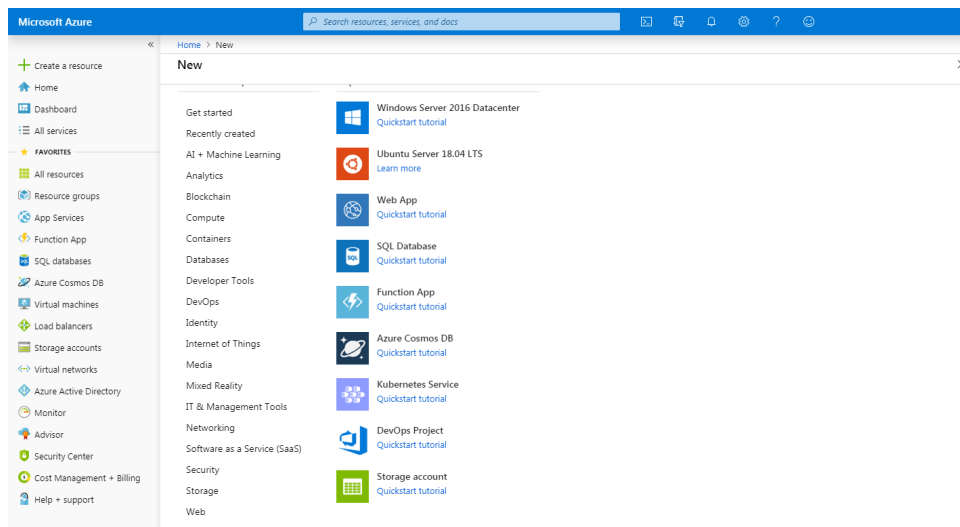 Microsoft Azure
Search resources, services, and docs
«
Create a resource
Home
Dashboard
All services
FAVORITES
All resources
Resource groups
App Services
Function App
SQL databases
Azure Cosmos DB
Virtual machines
Load balancers
Storage accounts
Virtual networks
Azure Active Directory
Monitor
Advisor
Security Center
Cost Management + Billing
Help + support
Home > New
New
Get started
Recently created
AI + Machine Learning
Analytics
Blockchain
Compute
Containers
Databases
Developer Tools
DevOps
Identity
Internet of Things
Media
Mixed Reality
IT & Management Tools
Networking
Software as a Service (SaaS)
Security
Storage
Web
Windows Server 2016 Datacenter
Quickstart tutorial
Ubuntu Server 18.04 LTS
Learn more
Web App
Quickstart tutorial
SQL Database
Quickstart tutorial
Function App
Quickstart tutorial
Azure Cosmos DB
Quickstart tutorial
Kubernetes Service
Quickstart tutorial
DevOps Project
Quickstart tutorial
Storage account
Quickstart tutorial